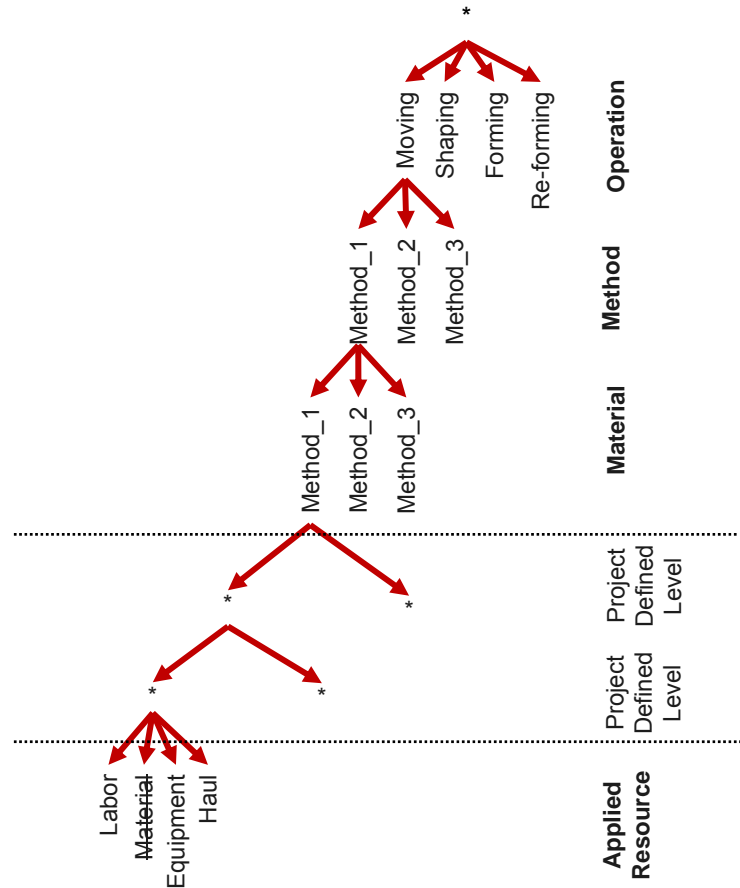 *
Moving
Shaping
Forming
Re-forming
Operation
Method_1
Method_2
Method_3
Method
Method_1
Method_2
Method_3
Material
*
*
Project
Defined
Level
*
*
Project
Defined
Level
Labor
Material
Equipment
Haul
Applied
Resource